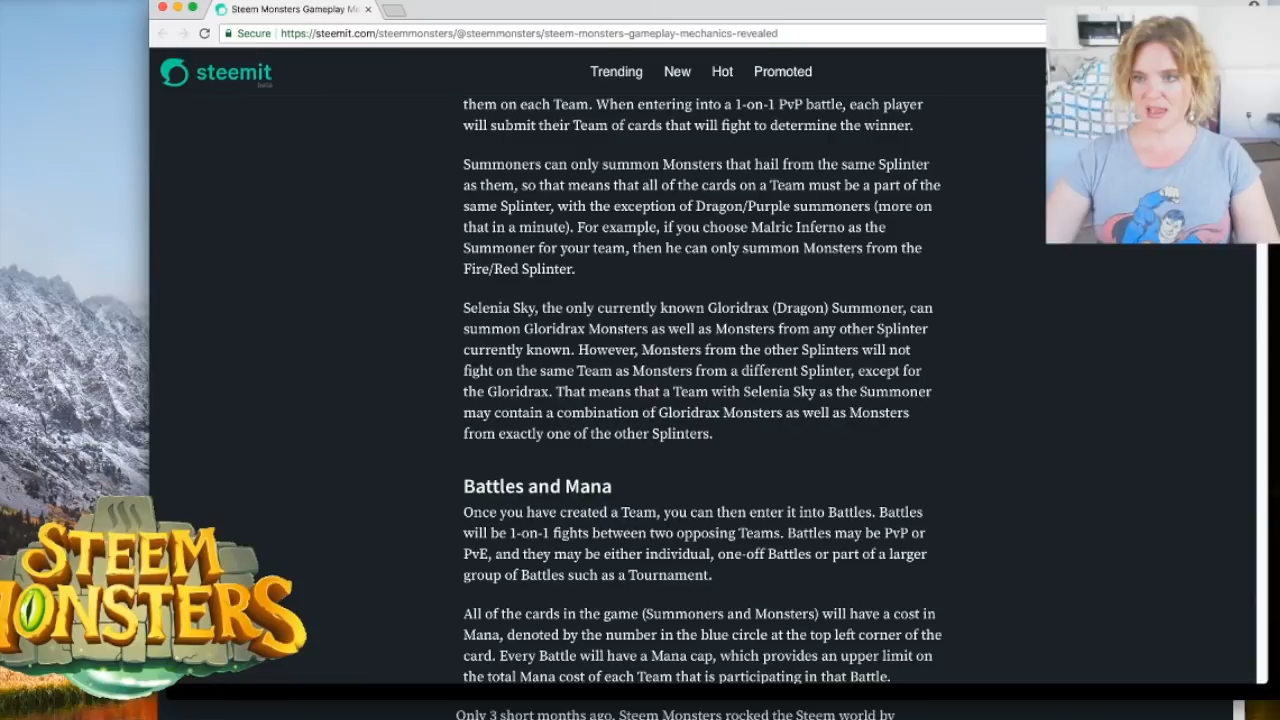 Steem Monsters Gameplay Me
Secure | https://steemit.com/steemmonsters/@steemmonsters/steem-monsters-gameplay-mechanics-revealed
steemit
beta
Trending New Hot Promoted
them on each Team. When entering into a 1-on-1 PvP battle, each player
will submit their Team of cards that will fight to determine the winner.
Summoners can only summon Monsters that hail from the same Splinter
as them, so that means that all of the cards on a Team must be a part of the
same Splinter, with the exception of Dragon/Purple summoners (more on
that in a minute). For example, if you choose Malric Inferno as the
Summoner for your team, then he can only summon Monsters from the
Fire/Red Splinter.
Selenia Sky, the only currently known Gloridrax (Dragon) Summoner, can
summon Gloridrax Monsters as well as Monsters from any other Splinter
currently known. However, Monsters from the other Splinters will not
fight on the same Team as Monsters from a different Splinter, except for
the Gloridrax. That means that a Team with Selenia Sky as the Summoner
may contain a combination of Gloridrax Monsters as well as Monsters
from exactly one of the other Splinters.
Battles and Mana
Once you have created a Team, you can then enter it into Battles. Battles
will be 1-on-1 fights between two opposing Teams. Battles may be PvP or
PvE, and they may be either individual, one-off Battles or part of a larger
group of Battles such as a Tournament.
All of the cards in the game (Summoners and Monsters) will have a cost in
Mana, denoted by the number in the blue circle at the top left corner of the
card. Every Battle will have a Mana cap, which provides an upper limit on
the total Mana cost of each Team that is participating in that Battle.
Only 3 short months ago, Steem Monsters rocked the Steem world by
STEEM
MONSTERS